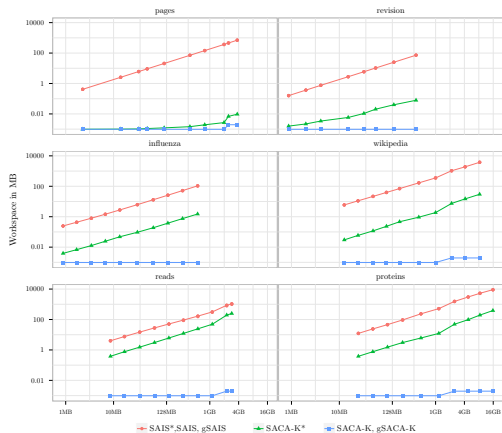 pages revision
10000
100
1
0.01
influenza wikipedia
10000
100
1
0.01
Workspace in MB
reads proteins
10000
100
1
0.01
1MB 10MB 128MB 1GB 4GB 16GB 1MB 10MB 128MB 1GB 4GB 16GB
SAIS*,SAIS, gSAIS SACA-K* SACA-K, gSACA-K